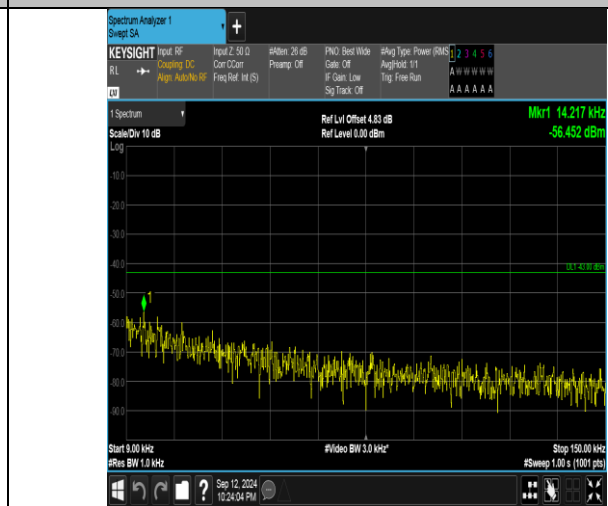 Spectrum Analyzer 1
Swept SA
+
KEYSIGHT
RL
LXI
Input: RF
Coupling: DC
Align: Auto/No RF
Input Z: 50 Ω
Corr CCorr
Freq Ref: Int (S)
#Atten: 26 dB
Preamp: Off
PNO: Best Wide
Gate: Off
IF Gain: Low
Sig Track: Off
#Avg Type: Power (RMS
Avg|Hold: 1/1
Trig: Free Run
1 2 3 4 5 6
A W W W W W
A A A A A A
1 Spectrum
Scale/Div 10 dB
Ref Lvl Offset 4.83 dB
Ref Level 0.00 dBm
Mkr1 14.217 kHz
-56.452 dBm
Log
-10.0
-20.0
-30.0
-40.0
DL1 -43.00 dBm
-50.0
1
-60.0
-70.0
-80.0
-90.0
Start 9.00 kHz
#Res BW 1.0 kHz
#Video BW 3.0 kHz*
Stop 150.00 kHz
#Sweep 1.00 s (1001 pts)
?
Sep 12, 2024
10:24:04 PM